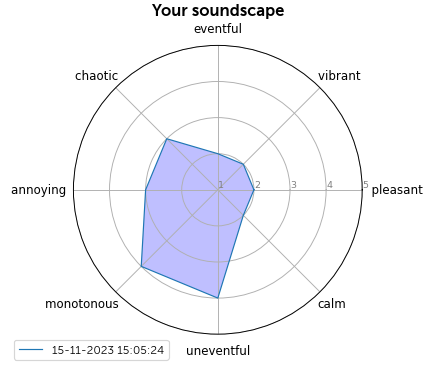 Your soundscape
eventful
chaotic
vibrant
annoying
1 2 3 4 5
pleasant
monotonous
calm
uneventful
15-11-2023 15:05:24